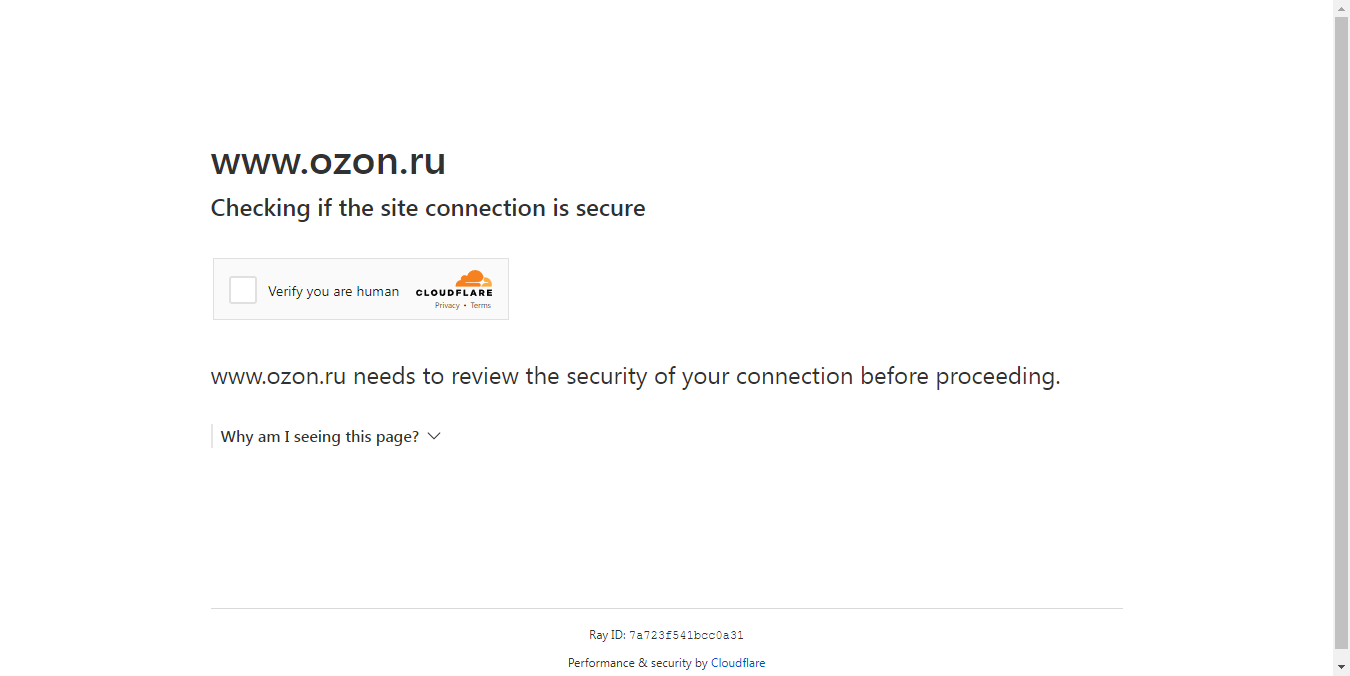 www.ozon.ru
Checking if the site connection is secure
Verify you are human
CLOUDFLARE
Privacy • Terms
www.ozon.ru needs to review the security of your connection before proceeding.
Why am I seeing this page?
Ray ID: 7a723f541bcc0a31
Performance & security by Cloudflare